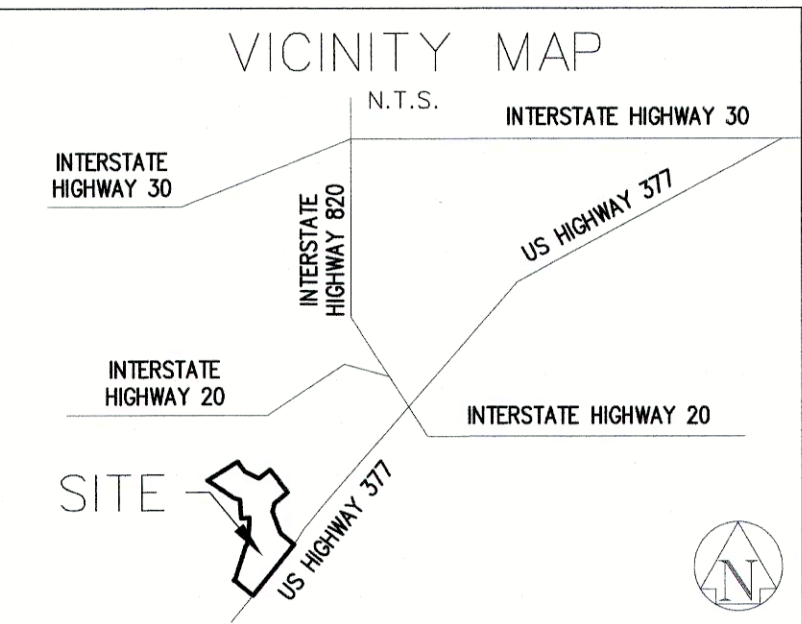 VICINITY MAP
N.T.S.
INTERSTATE HIGHWAY 30
INTERSTATE
HIGHWAY 30
INTERSTATE
HIGHWAY 820
US HIGHWAY 377
INTERSTATE
HIGHWAY 20
INTERSTATE HIGHWAY 20
SITE
US HIGHWAY 377
N